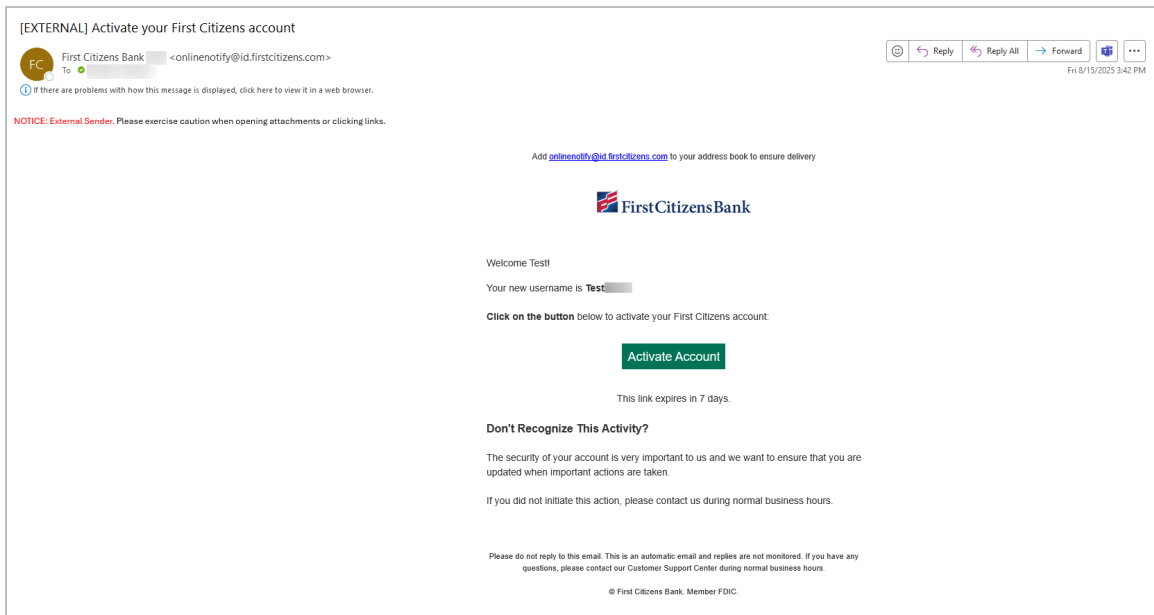 [EXTERNAL] Activate your First Citizens account
FC
First Citizens Bank <onlinenotify@id.firstcitizens.com>
To
Reply
Reply All
Forward
Fri 8/15/2025 3:42 PM
If there are problems with how this message is displayed, click here to view it in a web browser.
NOTICE: External Sender. Please exercise caution when opening attachments or clicking links.
Add onlinenotify@id.firstcitizens.com to your address book to ensure delivery
First Citizens Bank
Welcome Test!
Your new username is Test
Click on the button below to activate your First Citizens account:
Activate Account
This link expires in 7 days.
Don't Recognize This Activity?
The security of your account is very important to us and we want to ensure that you are
updated when important actions are taken.
If you did not initiate this action, please contact us during normal business hours.
Please do not reply to this email. This is an automatic email and replies are not monitored. If you have any
questions, please contact our Customer Support Center during normal business hours.
© First Citizens Bank. Member FDIC.